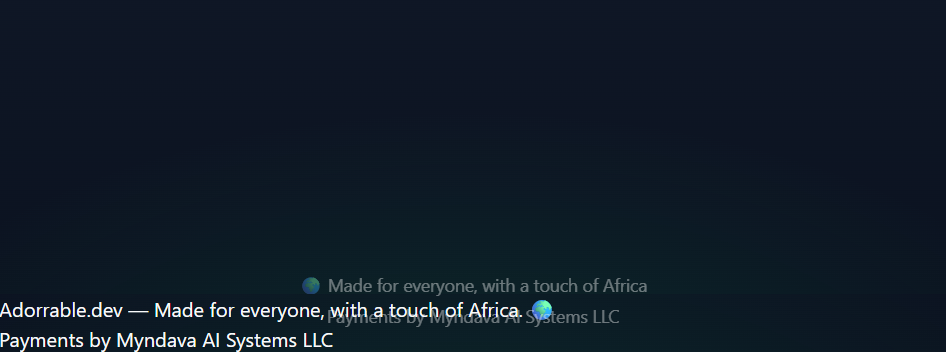 🌍 Made for everyone, with a touch of Africa
Adorrable.dev — Made for everyone, with a touch of Africa. 🌍
Payments by Myndava AI Systems LLC
Payments by Myndava AI Systems LLC